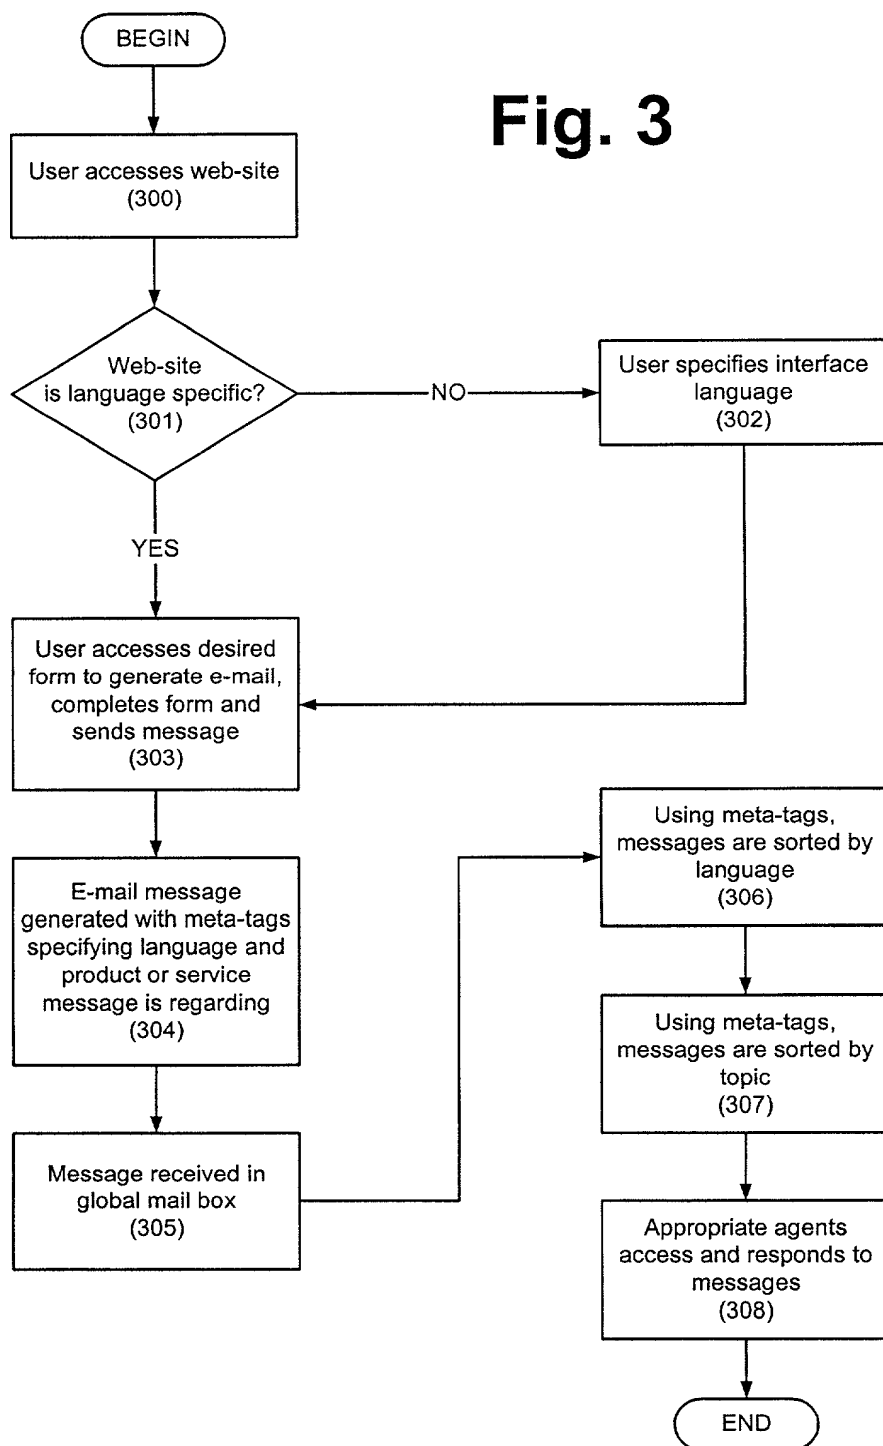 BEGIN
Fig. 3
User accesses web-site
(300)
Web-site
is language specific?
(301)
NO
User specifies interface
language
(302)
YES
User accesses desired
form to generate e-mail,
completes form and
sends message
(303)
E-mail message
generated with meta-tags
specifying language and
product or service
message is regarding
(304)
Message received in
global mail box
(305)
Using meta-tags,
messages are sorted by
language
(306)
Using meta-tags,
messages are sorted by
topic
(307)
Appropriate agents
access and responds to
messages
(308)
END